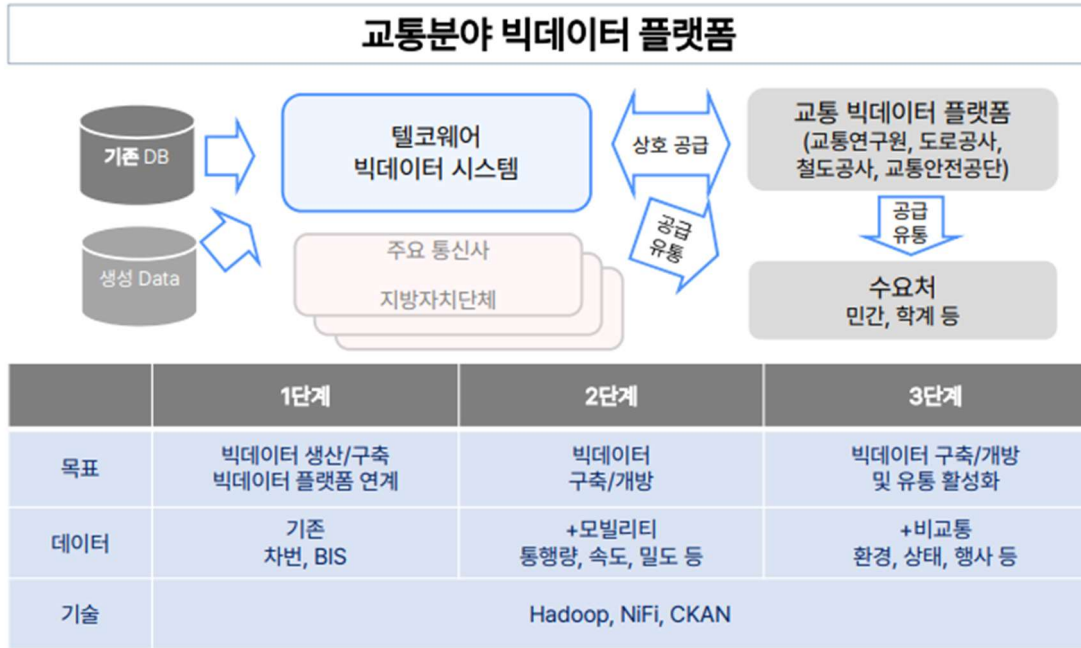 교통분야 빅데이터 플랫폼
기존 DB
생성 Data
텔코웨어
빅데이터 시스템
주요 통신사
지방자치단체
상호 공급
공급
유통
교통 빅데이터 플랫폼
(교통연구원, 도로공사,
철도공사, 교통안전공단)
공급
유통
수요처
민간, 학계 등
1단계 2단계 3단계
목표
빅데이터 생산/구축
빅데이터 플랫폼 연계
빅데이터
구축/개방
빅데이터 구축/개방
및 유통 활성화
데이터
기존
차번, BIS
+모빌리티
통행량, 속도, 밀도 등
+비교통
환경, 상태, 행사 등
기술
Hadoop, NiFi, CKAN